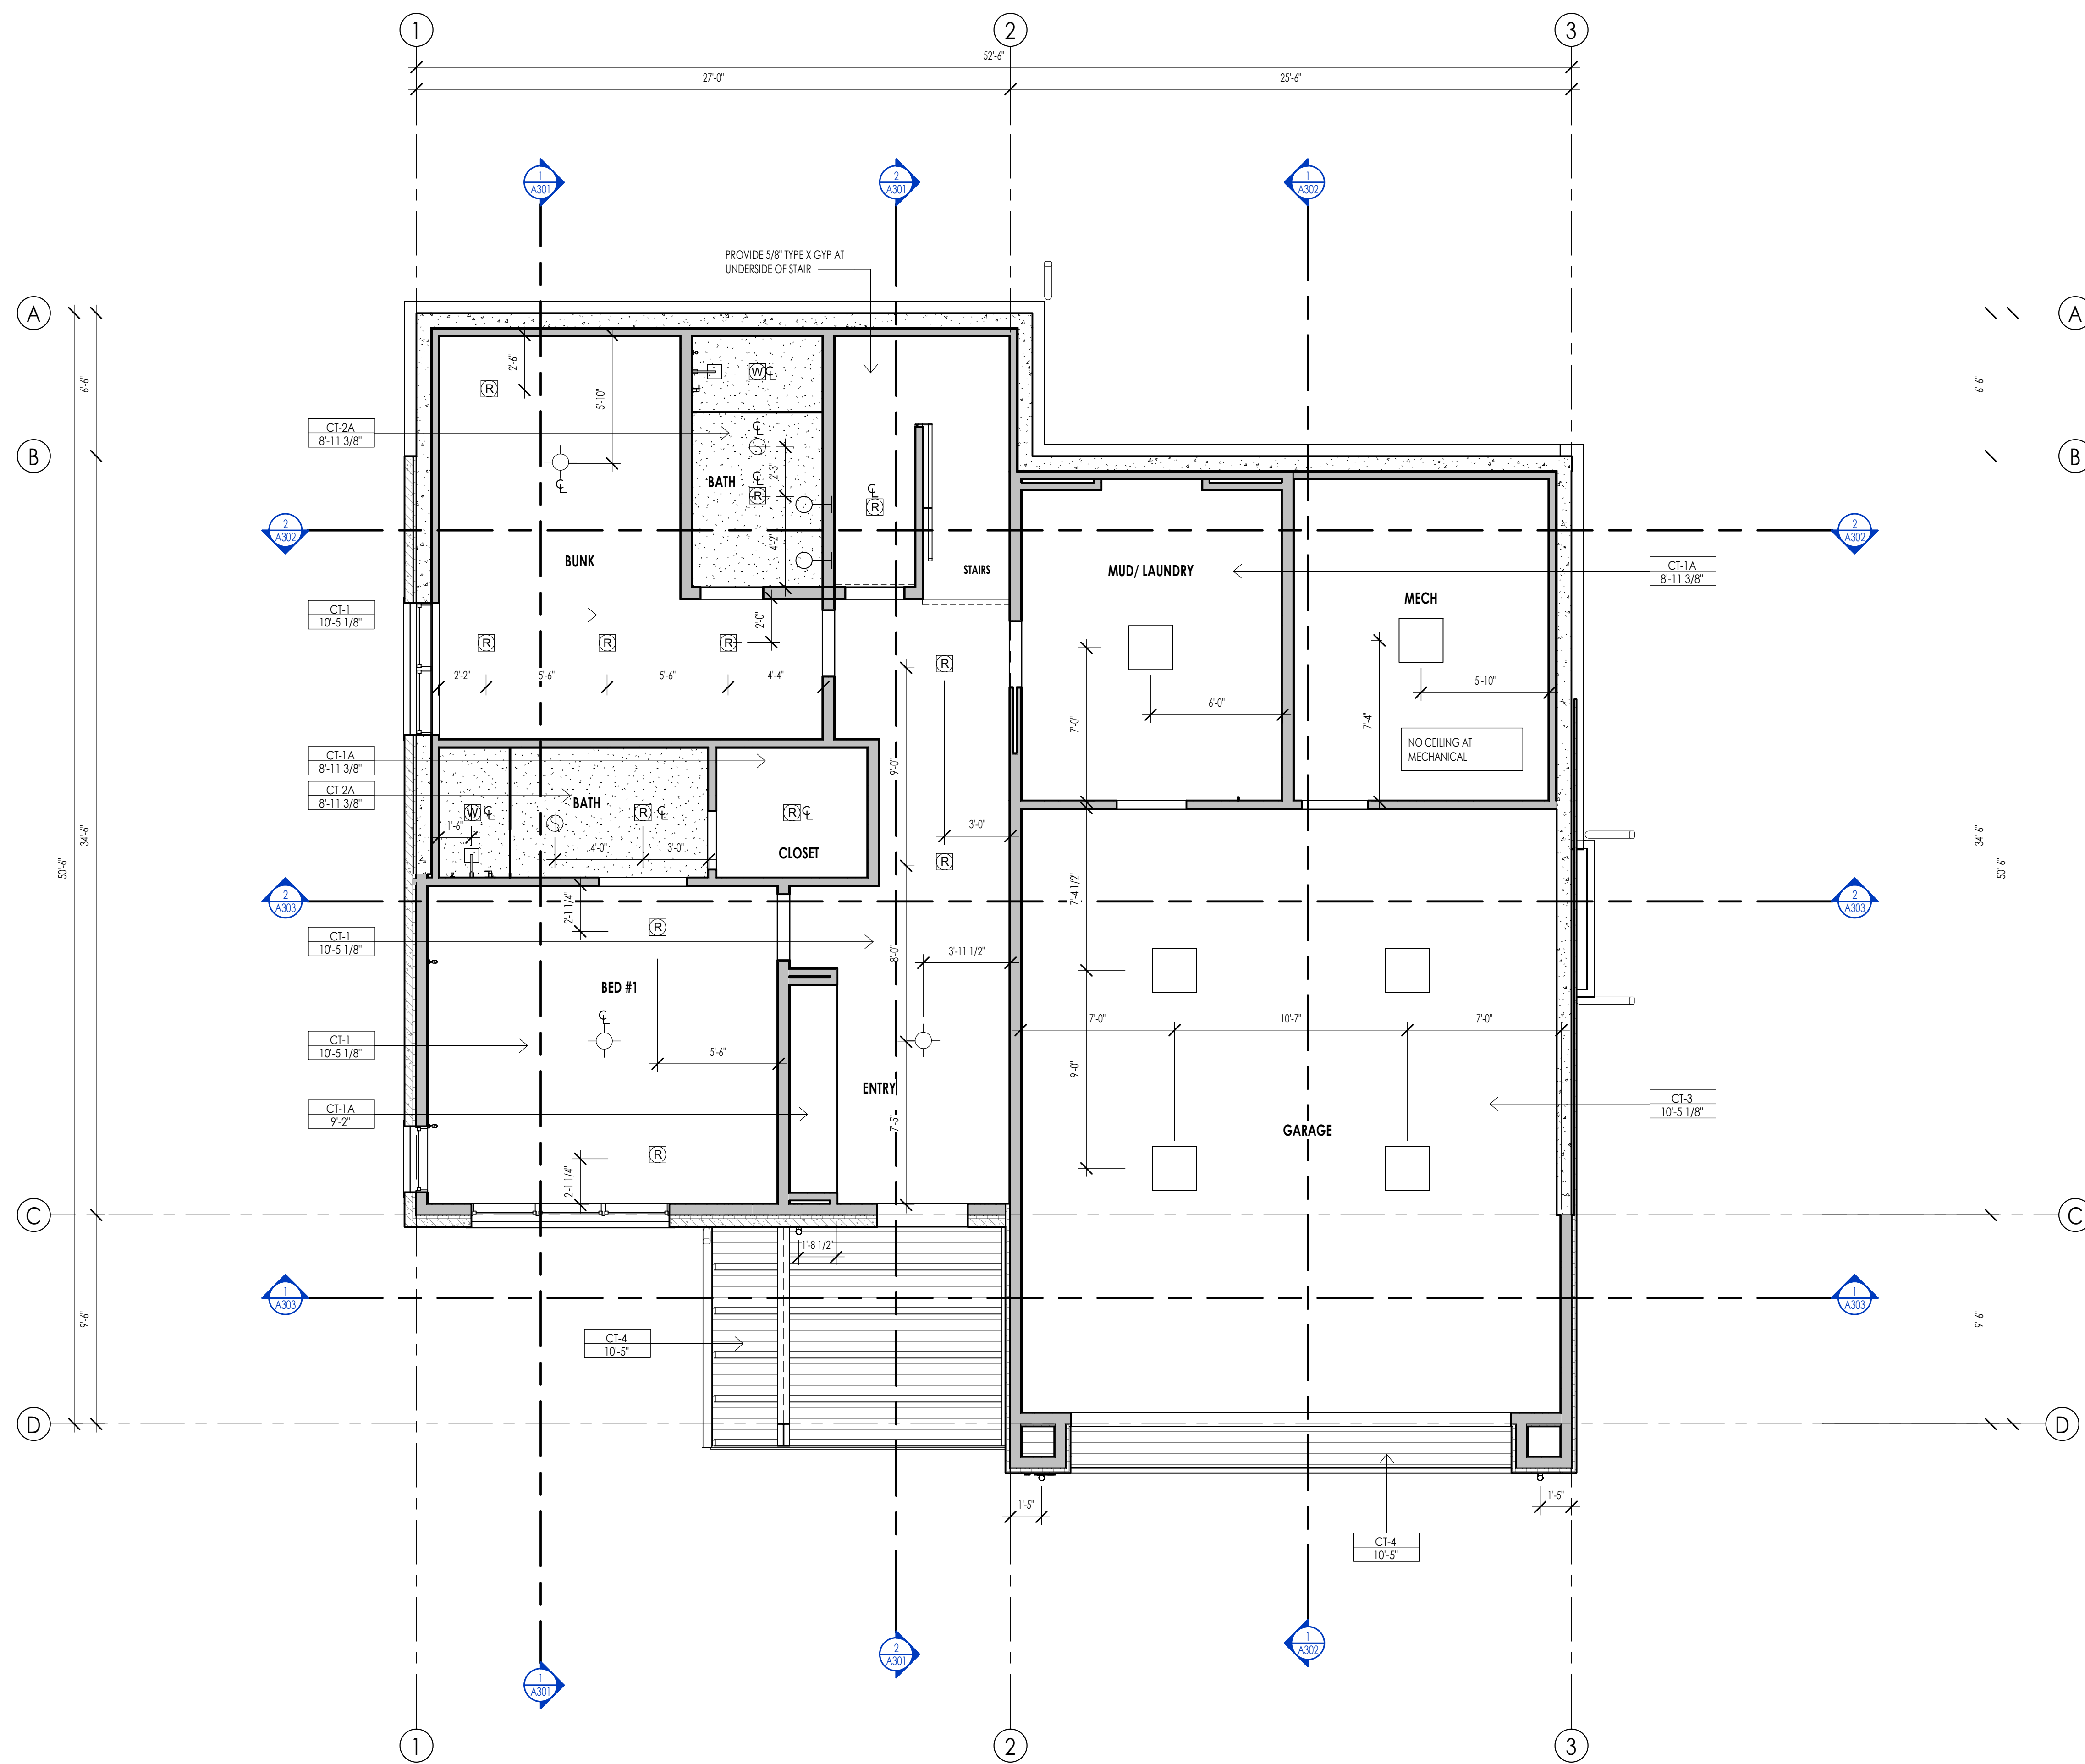 1
2
3
52'-6"
27'-0"
25'-6"
1
A301
2
A301
1
A302
PROVIDE 5/8" TYPE X GYP AT
UNDERSIDE OF STAIR
A
A
6'-6"
2'-6"
5'-10"
R
W
℄
6'-6"
CT-2A
8'-11 3/8"
℄
S
B
℄
BATH
℄
R
2'-3"
℄
R
B
2
A302
4'-2"
2
A302
BUNK
STAIRS
MUD/ LAUNDRY
CT-1A
8'-11 3/8"
MECH
CT-1
10'-5 1/8"
2'-0"
R
R
R
R
2'-2"
5'-6"
5'-6"
4'-4"
5'-10"
6'-0"
7'-0"
7'-4"
NO CEILING AT
MECHANICAL
CT-1A
8'-11 3/8"
9'-0"
CT-2A
8'-11 3/8"
BATH
W
℄
R
℄
R
℄
1'-6"
S
4'-0"
3'-0"
CLOSET
3'-0"
R
34'-6"
50'-6"
34'-6"
50'-6"
2
A303
2'-1 1/4"
7'-4 1/2"
2
A303
R
CT-1
10'-5 1/8"
8'-0"
3'-11 1/2"
BED #1
℄
7'-0"
10'-7"
7'-0"
CT-1
10'-5 1/8"
5'-6"
9'-0"
ENTRY
CT-1A
9'-2"
7'-5"
CT-3
10'-5 1/8"
GARAGE
R
2'-1 1/4"
C
C
1'-8 1/2"
1
A303
1
A303
9'-6"
9'-6"
CT-4
10'-5"
D
D
1'-5"
1'-5"
CT-4
10'-5"
1
A301
2
A301
1
A302
1
2
3